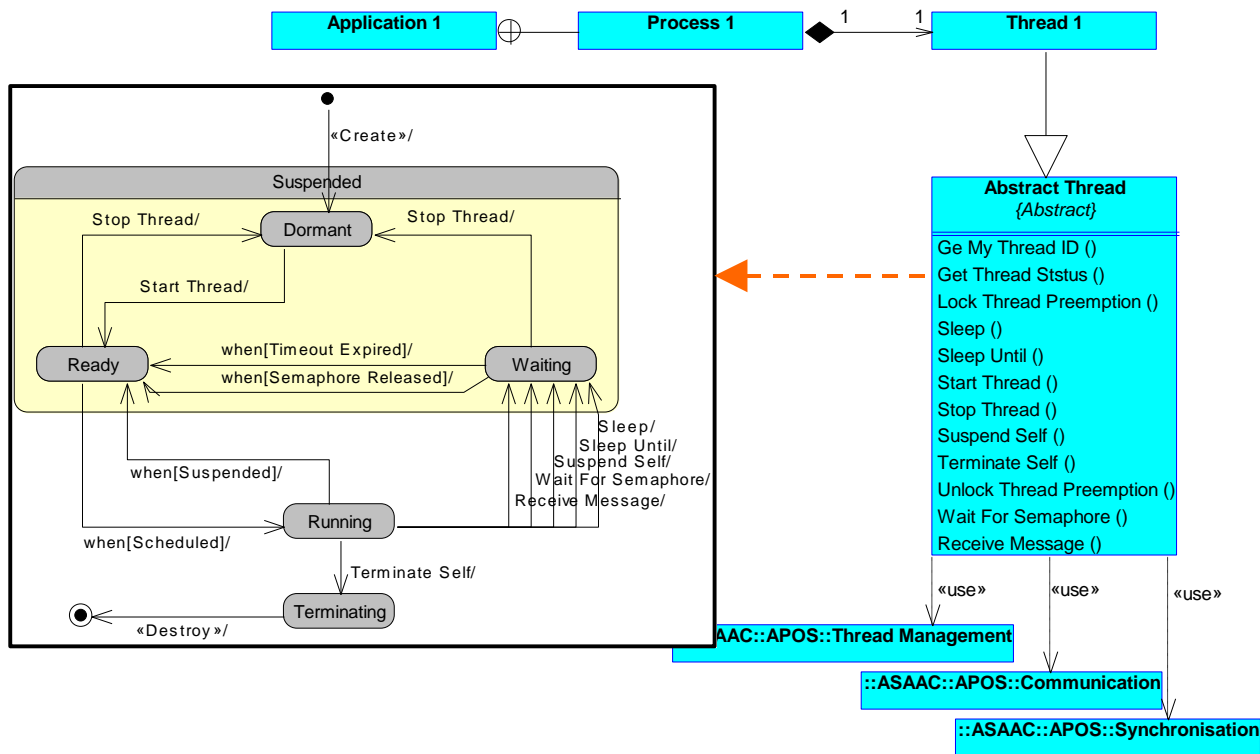 Application 1
Process 1
1
1
Thread 1
«Create»/
Suspended
Stop Thread/
Dormant
Stop Thread/
Start Thread/
Ready
when[Timeout Expired]/
when[Semaphore Released]/
Waiting
Sleep/
Sleep Until/
Suspend Self/
Wait For Semaphore/
Receive Message/
when[Suspended]/
Running
when[Scheduled]/
Terminate Self/
Terminating
«Destroy»/
Abstract Thread
{Abstract}
Ge My Thread ID ()
Get Thread Ststus ()
Lock Thread Preemption ()
Sleep ()
Sleep Until ()
Start Thread ()
Stop Thread ()
Suspend Self ()
Terminate Self ()
Unlock Thread Preemption ()
Wait For Semaphore ()
Receive Message ()
«use»
«use»
«use»
AAC::APOS::Thread Management
::ASAAC::APOS::Communication
::ASAAC::APOS::Synchronisation